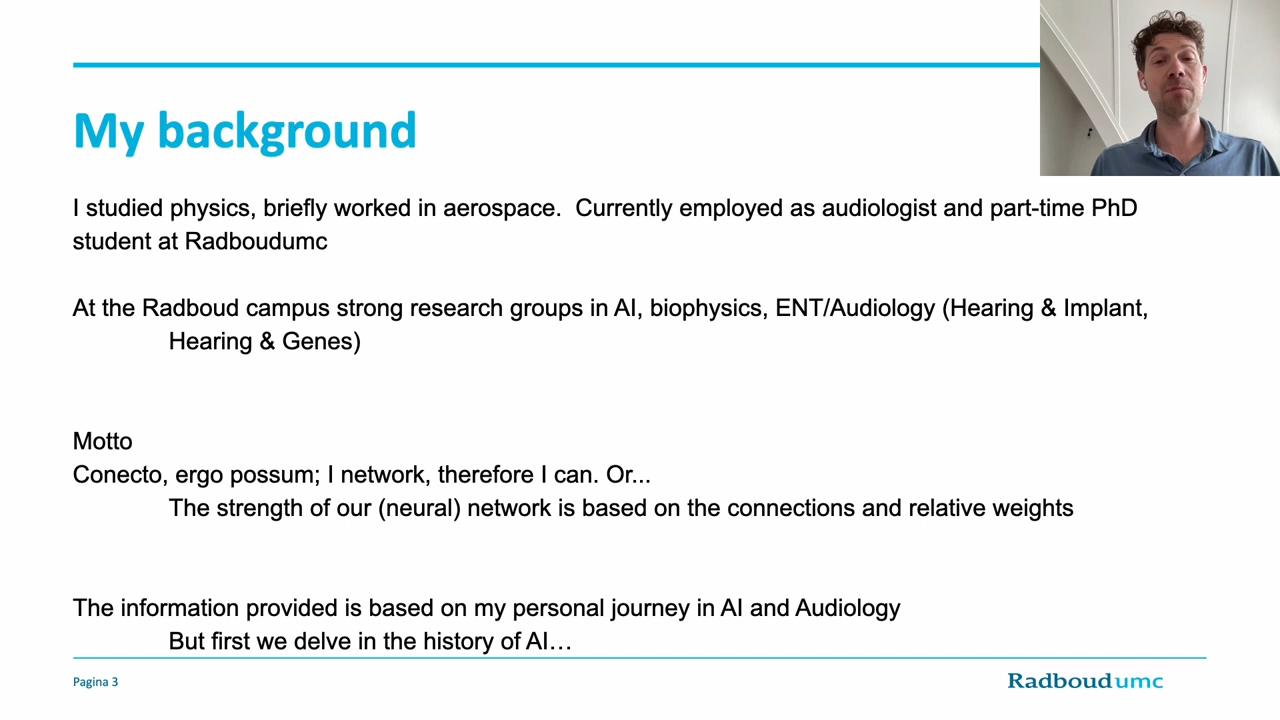 My background
I studied physics, briefly worked in aerospace.  Currently employed as audiologist and part-time PhD
student at Radboudumc
At the Radboud campus strong research groups in AI, biophysics, ENT/Audiology (Hearing & Implant,
Hearing & Genes)
Motto
Conecto, ergo possum; I network, therefore I can. Or...
The strength of our (neural) network is based on the connections and relative weights
The information provided is based on my personal journey in AI and Audiology
But first we delve in the history of AI…
Pagina 3
Radboudumc